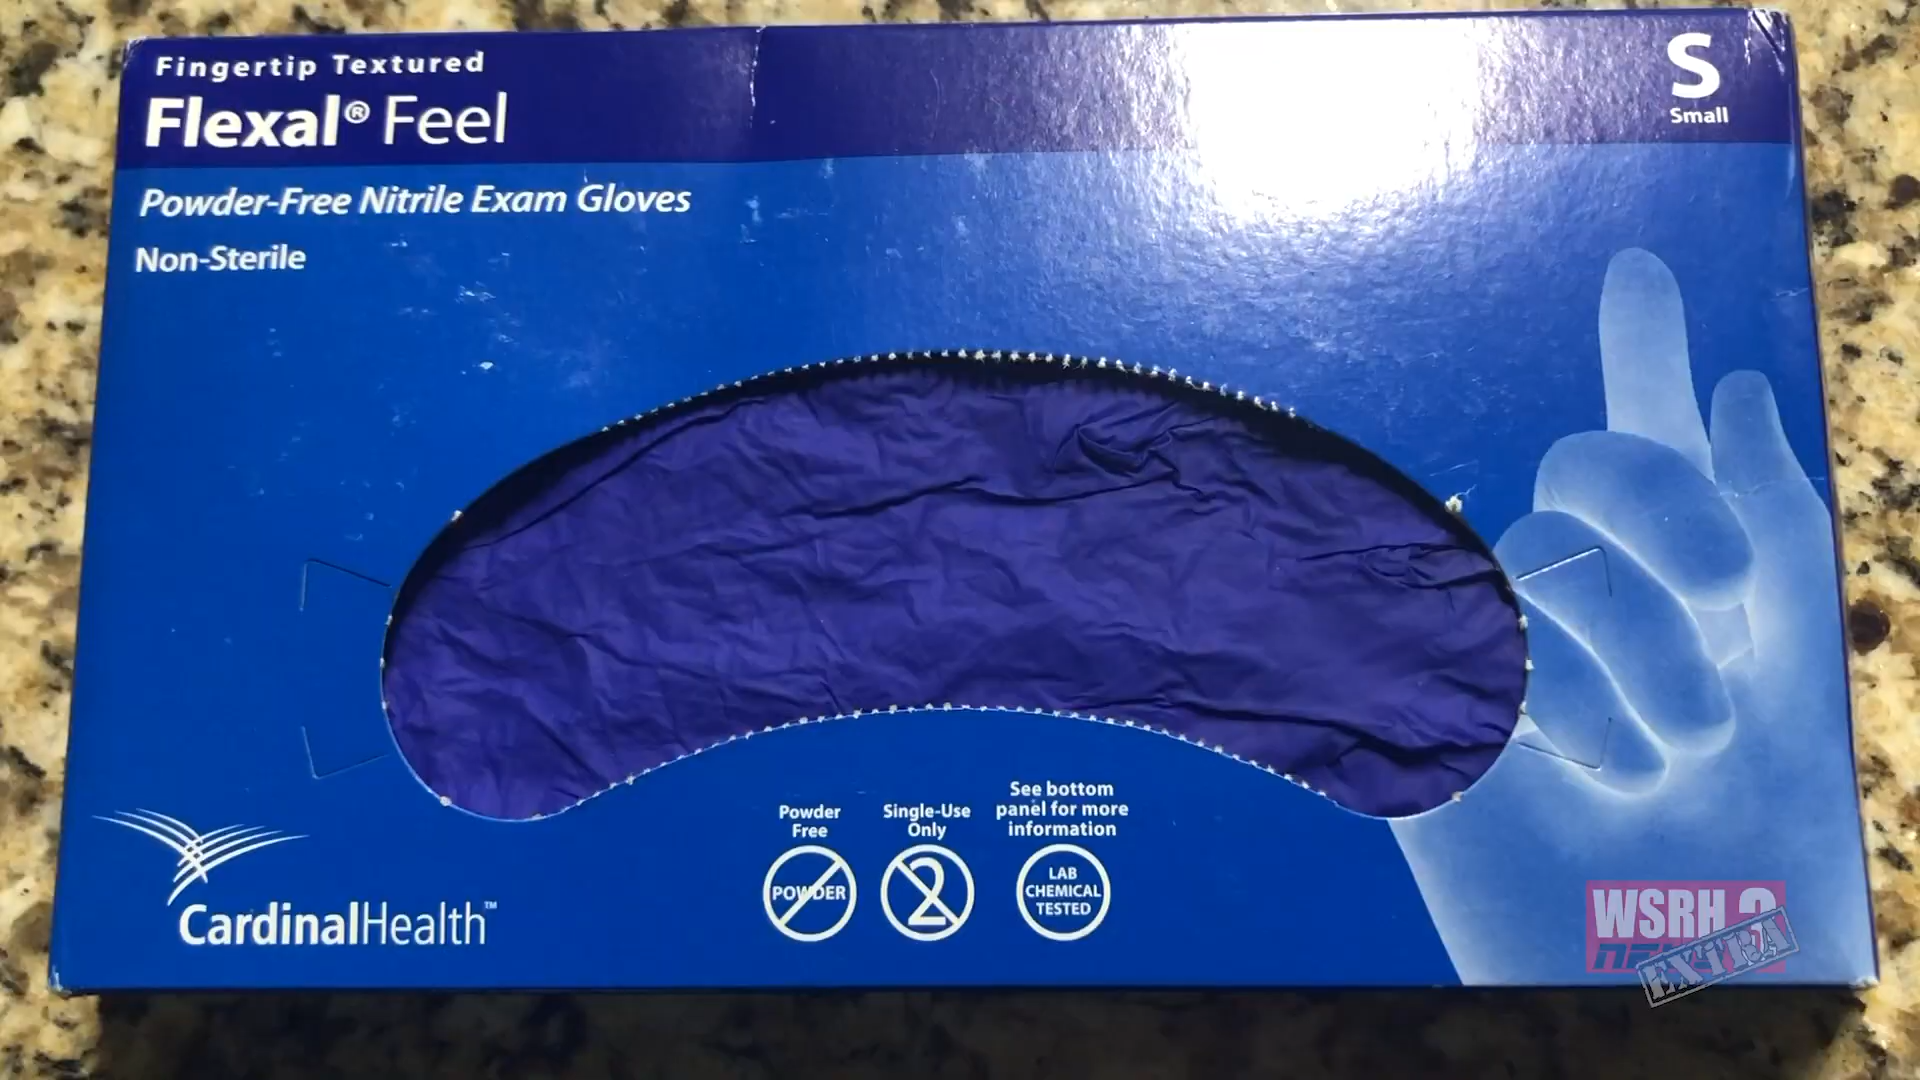 Fingertip Textured
Flexal® Feel
S
Small
Powder-Free Nitrile Exam Gloves
Non-Sterile
CardinalHealth™
Powder
Free
POWDER
Single-Use
Only
2
See bottom
panel for more
information
LAB
CHEMICAL
TESTED
WSRH
EXTRA